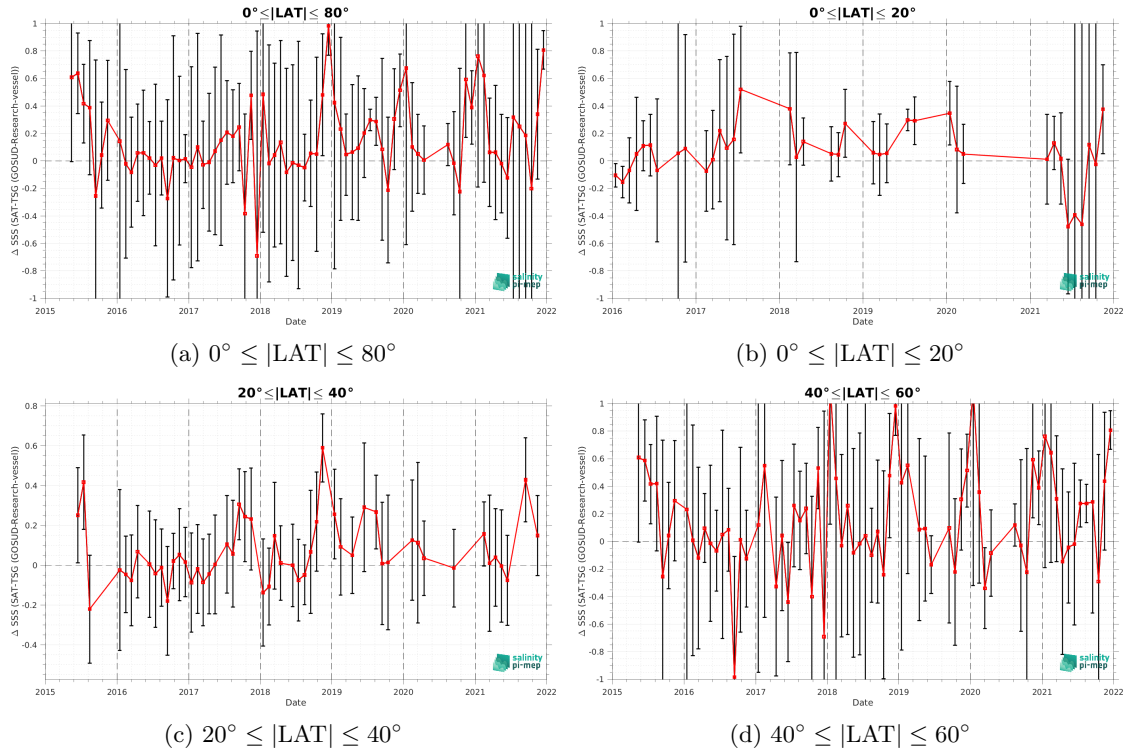 0°≤|LAT|≤ 80°
Δ SSS (SAT-TSG (GOSUD-Research-vessel))
1
0.8
0.6
0.4
0.2
0
-0.2
-0.4
-0.6
-0.8
-1
2015 2016 2017 2018 2019 2020 2021 2022
Date
salinity
pi-mep
(a) 0° ≤ |LAT| ≤ 80°
0°≤|LAT|≤ 20°
Δ SSS (SAT-TSG (GOSUD-Research-vessel))
1
0.8
0.6
0.4
0.2
0
-0.2
-0.4
-0.6
-0.8
-1
2016 2017 2018 2019 2020 2021 2022
Date
salinity
pi-mep
(b) 0° ≤ |LAT| ≤ 20°
20°≤|LAT|≤ 40°
Δ SSS (SAT-TSG (GOSUD-Research-vessel))
0.8
0.6
0.4
0.2
0
-0.2
-0.4
2015 2016 2017 2018 2019 2020 2021 2022
Date
salinity
pi-mep
(c) 20° ≤ |LAT| ≤ 40°
40°≤|LAT|≤ 60°
Δ SSS (SAT-TSG (GOSUD-Research-vessel))
1
0.8
0.6
0.4
0.2
0
-0.2
-0.4
-0.6
-0.8
-1
2015 2016 2017 2018 2019 2020 2021 2022
Date
salinity
pi-mep
(d) 40° ≤ |LAT| ≤ 60°